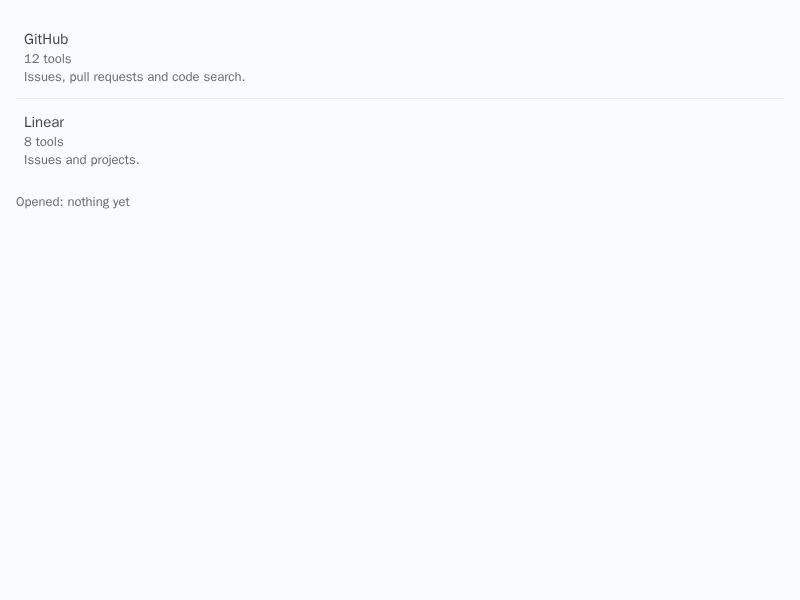 GitHub
12 tools
Issues, pull requests and code search.
Linear
8 tools
Issues and projects.
Opened: nothing yet